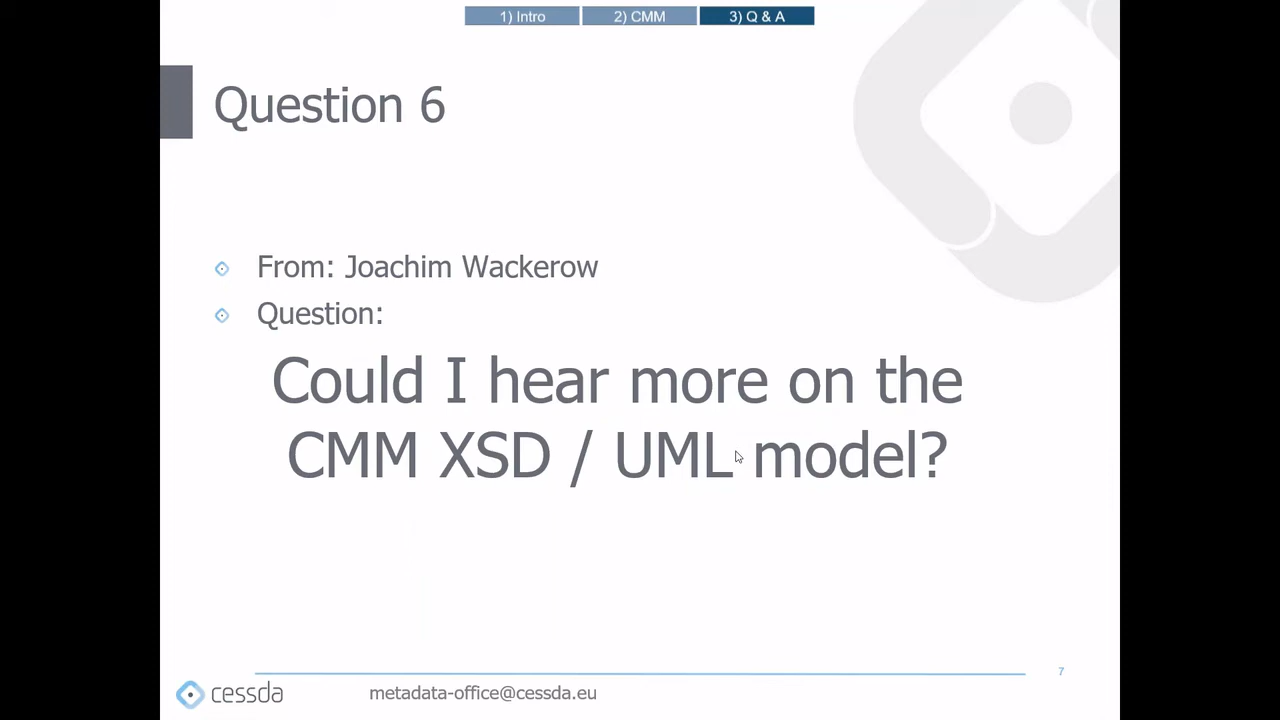 1) Intro
2) CMM
3) Q & A
Question 6
From: Joachim Wackerow
Question:
Could I hear more on the
CMM XSD / UML model?
7
cessda
metadata-office@cessda.eu